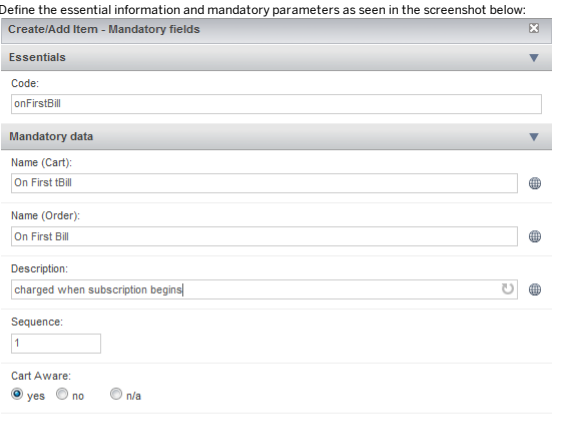 Define the essential information and mandatory parameters as seen in the screenshot below:
Create/Add Item - Mandatory fields
Essentials
Code:
onFirstBill
Mandatory data
Name (Cart):
On First tBill
Name (Order):
On First Bill
Description:
charged when subscription begins
Sequence:
1
Cart Aware:
yes no n/a